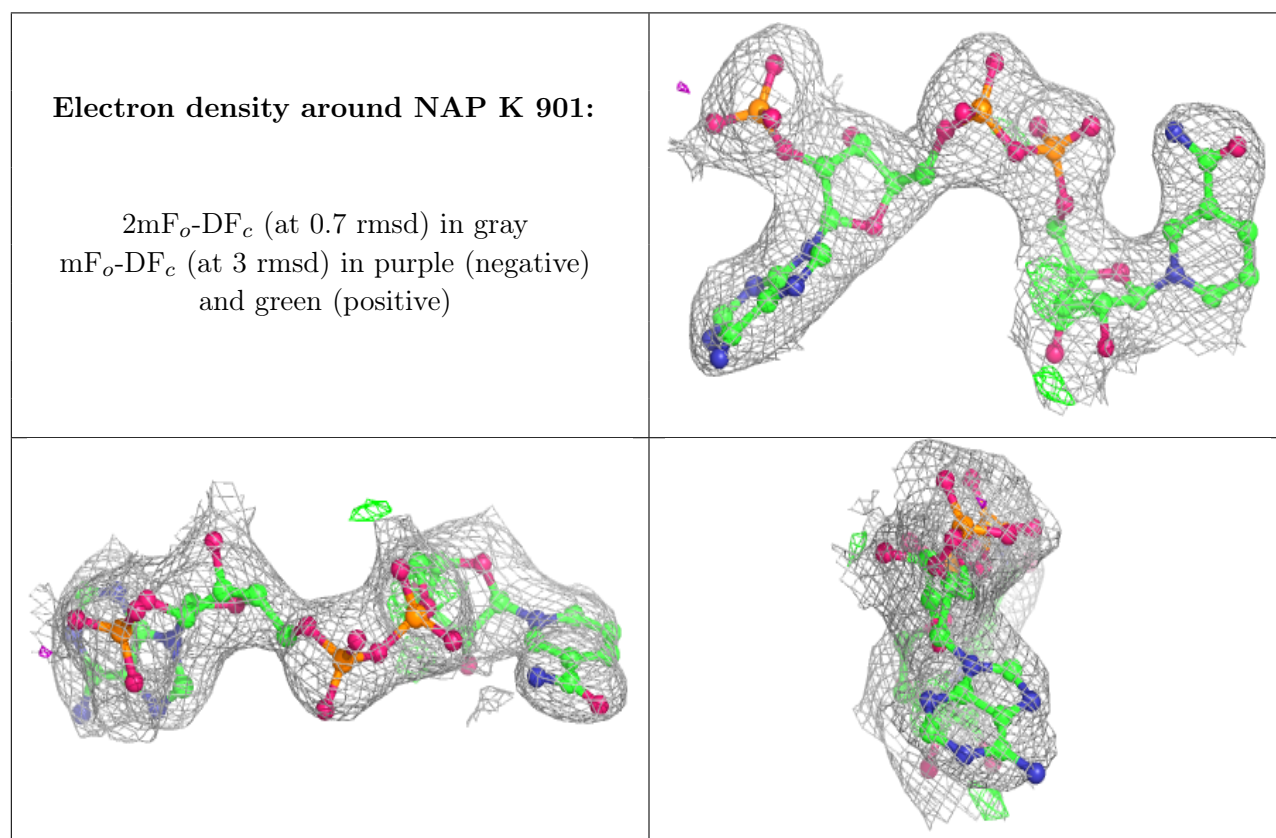 Electron density around NAP K 901:
2mFo-DFc (at 0.7 rmsd) in gray
mFo-DFc (at 3 rmsd) in purple (negative)
and green (positive)